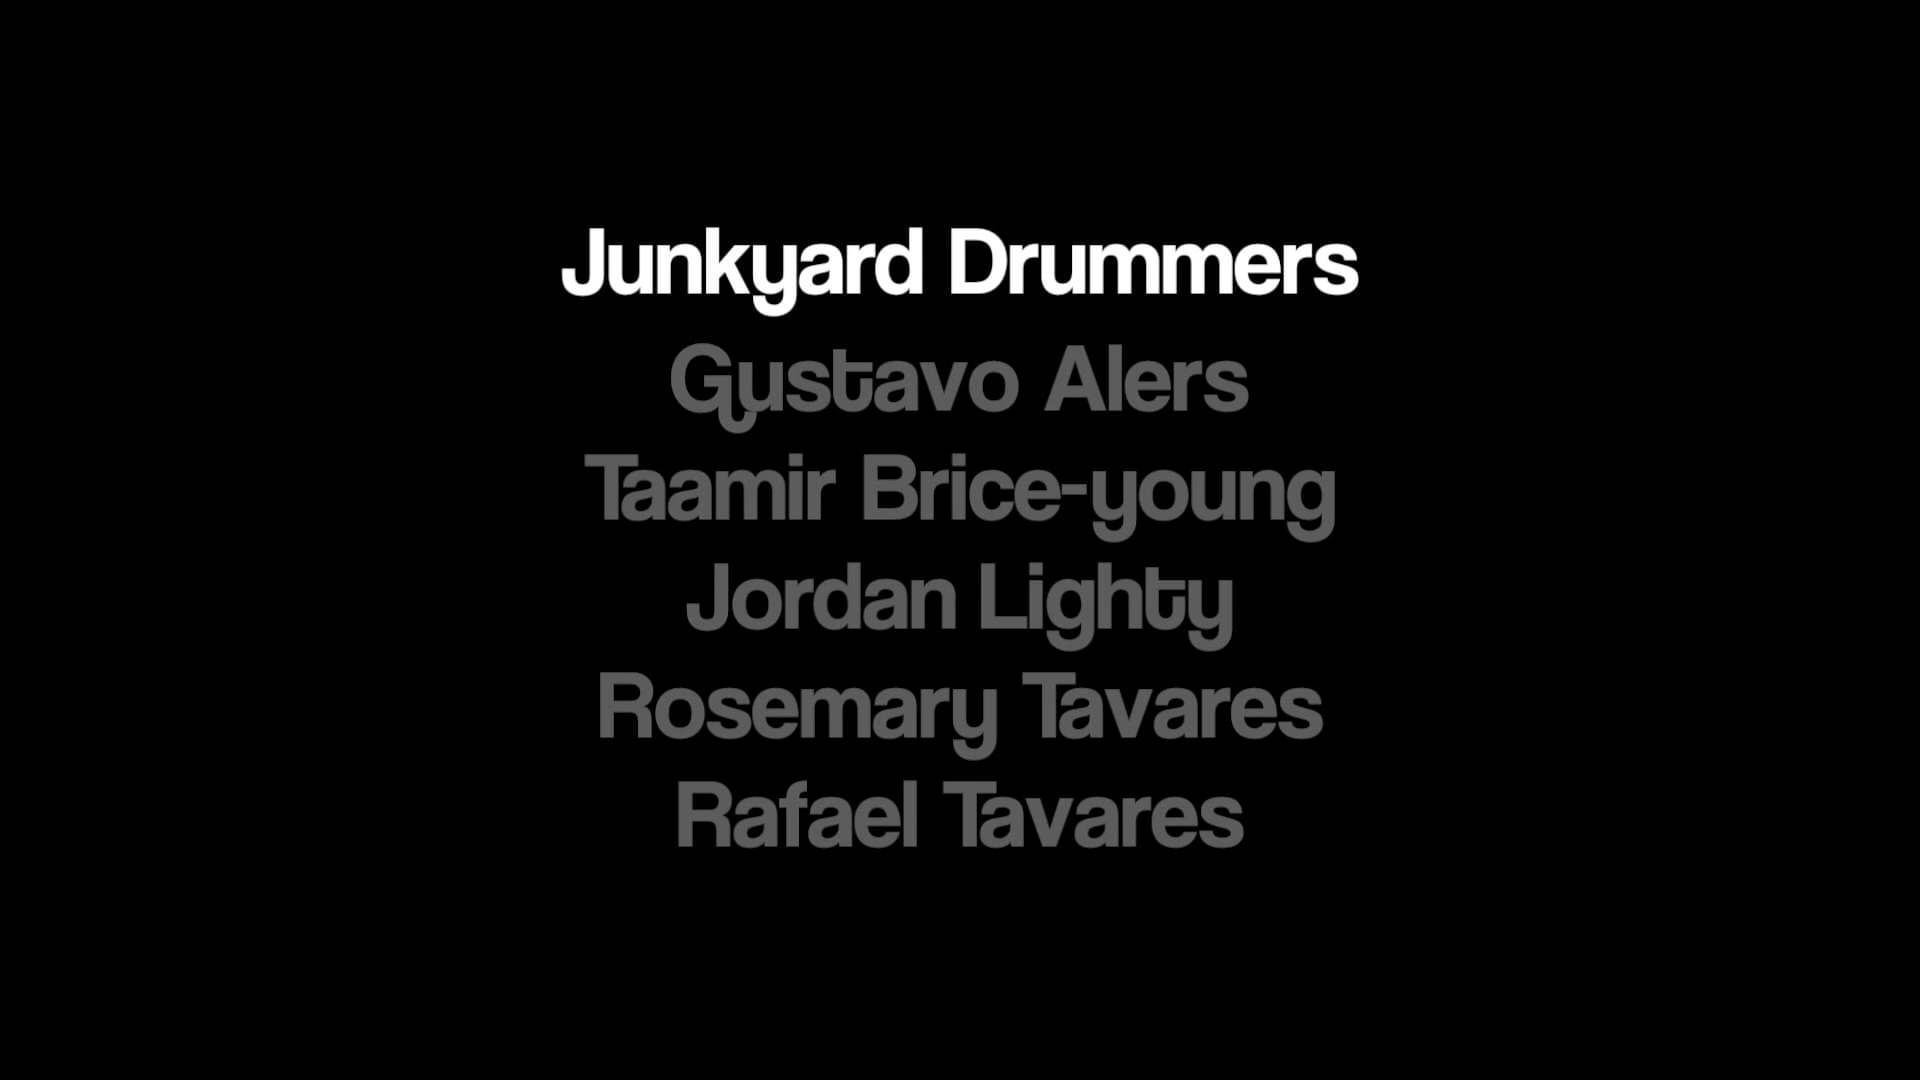 Junkyard Drummers
Gustavo Alers
Taamir Brice-young
Jordan Lighty
Rosemary Tavares
Rafael Tavares